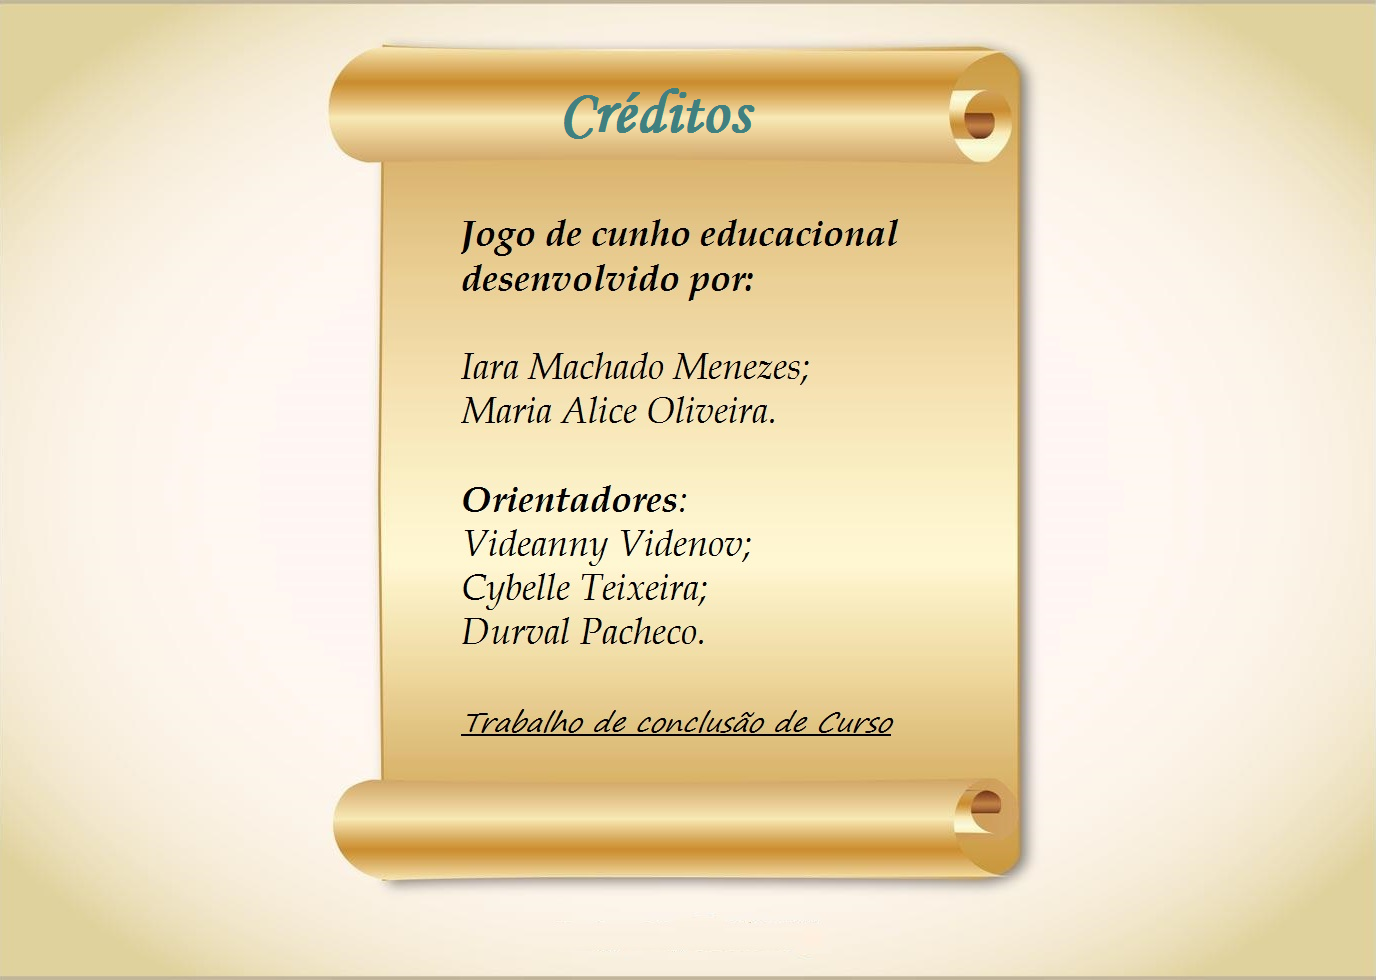 Créditos
Jogo de cunho educacional
desenvolvido por:
Iara Machado Menezes;
Maria Alice Oliveira.
Orientadores:
Videanny Videnov;
Cybelle Teixeira;
Durval Pacheco.
Trabalho de conclusão de Curso